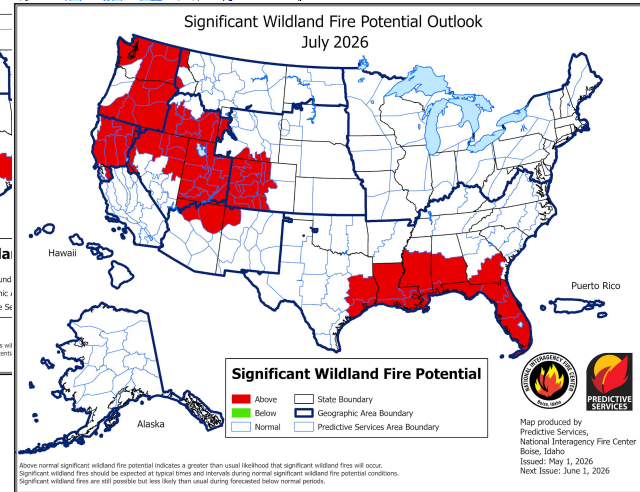 Significant Wildland Fire Potential Outlook
July 2026
Hawaii
Puerto Rico
Alaska
Significant Wildland Fire Potential
Above
Below
Normal
State Boundary
Geographic Area Boundary
Predictive Services Area Boundary
NATIONAL INTERAGENCY FIRE CENTER
Boise, Idaho
PREDICTIVE
SERVICES
Map produced by
Predictive Services,
National Interagency Fire Center
Boise, Idaho
Issued: May 1, 2026
Next Issue: June 1, 2026
Above normal significant wildland fire potential indicates a greater than usual likelihood that significant wildland fires will occur.
Significant wildland fires should be expected at typical times and intervals during normal significant wildland fire potential conditions.
Significant wildland fires are still possible but less likely than usual during forecasted below normal periods.